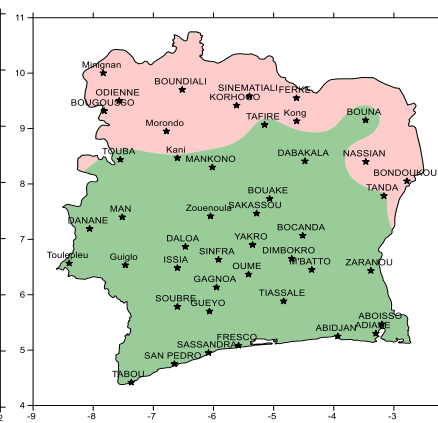 11
10
9
8
7
6
5
4
-9 -8 -7 -6 -5 -4 -3
2
Minignan
BOUNDIALI
ODIENNE
SINEMATIALI
FERKE
KORHOGO
BOUGOUSSO
BOUNA
TAFIRE
Kong
Morondo
TOUBA
Kani
MANKONO
DABAKALA
NASSIAN
BONDOUKOU
TANDA
BOUAKE
MAN
Zouenoula
SAKASSOU
DANANE
BOCANDA
DALOA
YAKRO
Toulepleu
Guiglo
ISSIA
SINFRA
DIMBOKRO
M'BATTO
ZARANOU
OUME
GAGNOA
SOUBRE
GUEYO
TIASSALE
ABOISSO
ABIDJAN
ADIAKE
FRESCO
SASSANDRA
SAN PEDRO
TABOU